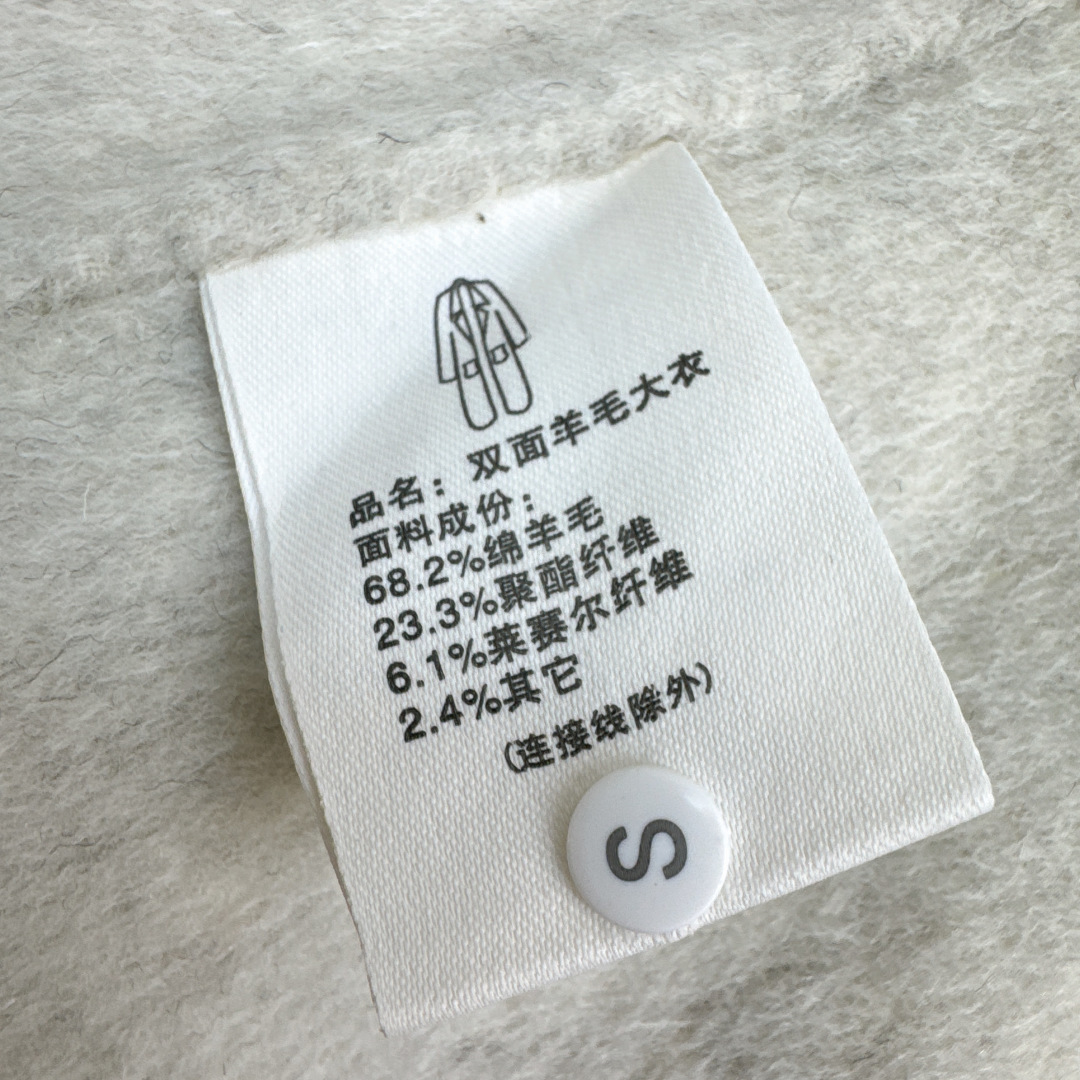 品名：双面羊毛大衣
面料成份：
68.2%绵羊毛
23.3%聚酯纤维
6.1%莱赛尔纤维
2.4%其它
(连接线除外)
S